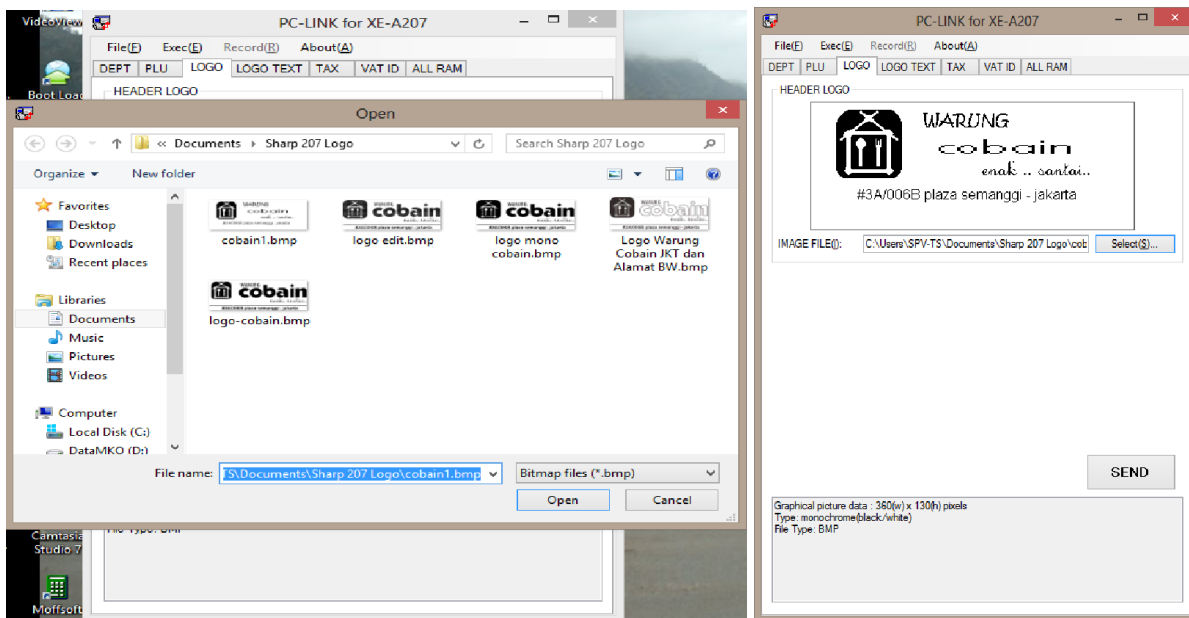 VideoView
Boot Load
PC-LINK for XE-A207
File(F) Exec(E) Record(R) About(A)
DEPT PLU LOGO LOGO TEXT TAX VAT ID ALL RAM
HEADER LOGO
Open
« Documents Sharp 207 Logo
Search Sharp 207 Logo
Organize
New folder
Favorites
Desktop
Downloads
Recent places
Libraries
Documents
Music
Pictures
Videos
Computer
Local Disk (C:)
DataMKO (D:)
cobain1.bmp
logo edit.bmp
logo mono cobain.bmp
Logo Warung Cobain JKT dan Alamat BW.bmp
logo-cobain.bmp
File name: TS\Documents\Sharp 207 Logo\cobain1.bmp
Bitmap files (*.bmp)
Open
Cancel
Camtasia
Studio 7
File Type: BMP
Moffsoft
PC-LINK for XE-A207
File(F) Exec(E) Record(R) About(A)
DEPT PLU LOGO LOGO TEXT TAX VAT ID ALL RAM
HEADER LOGO
WARUNG
cobain
enak .. santai..
#3A/006B plaza semanggi - jakarta
IMAGE FILE(I): C:\Users\SPV-TS\Documents\Sharp 207 Logo\cob Select(S)...
SEND
Graphical picture data : 360(w) x 130(h) pixels
Type: monochrome(black/white)
File Type: BMP